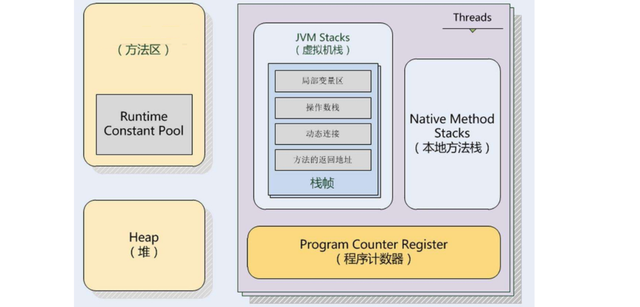 （方法区）
Runtime
Constant Pool
Heap
（堆）
Threads
JVM Stacks
（虚拟机栈）
局部变量区
操作数栈
动态连接
方法的返回地址
栈帧
Native Method
Stacks
（本地方法栈）
Program Counter Register
（程序计数器）